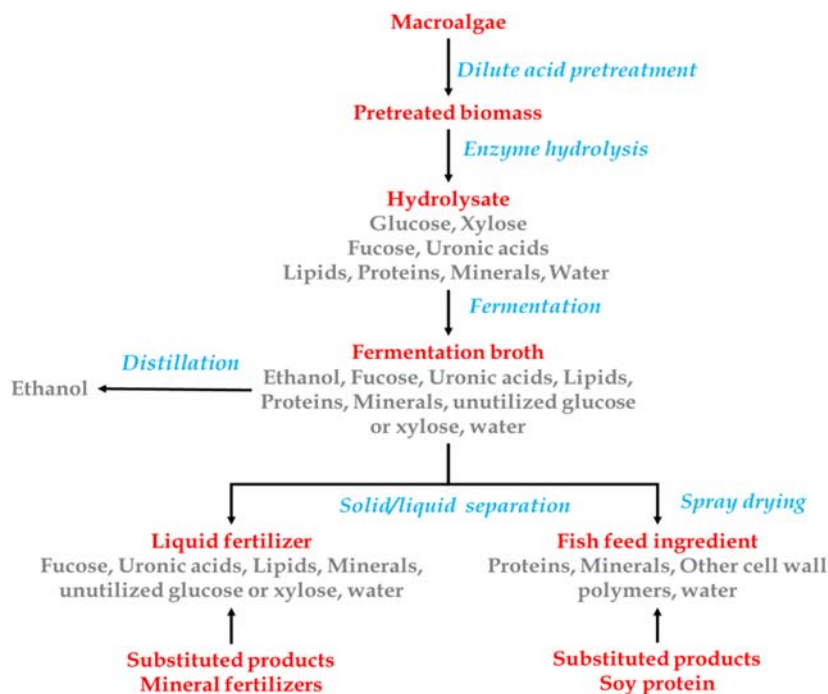 Macroalgae
Dilute acid pretreatment
Pretreated biomass
Enzyme hydrolysis
Hydrolysate
Glucose, Xylose
Fucose, Uronic acids
Lipids, Proteins, Minerals, Water
Fermentation
Fermentation broth
Distillation
Ethanol
Ethanol, Fucose, Uronic acids, Lipids,
Proteins, Minerals, unutilized glucose
or xylose, water
Solid/liquid separation
Spray drying
Liquid fertilizer
Fucose, Uronic acids, Lipids, Minerals,
unutilized glucose or xylose, water
Fish feed ingredient
Proteins, Minerals, Other cell wall
polymers, water
Substituted products
Mineral fertilizers
Substituted products
Soy protein